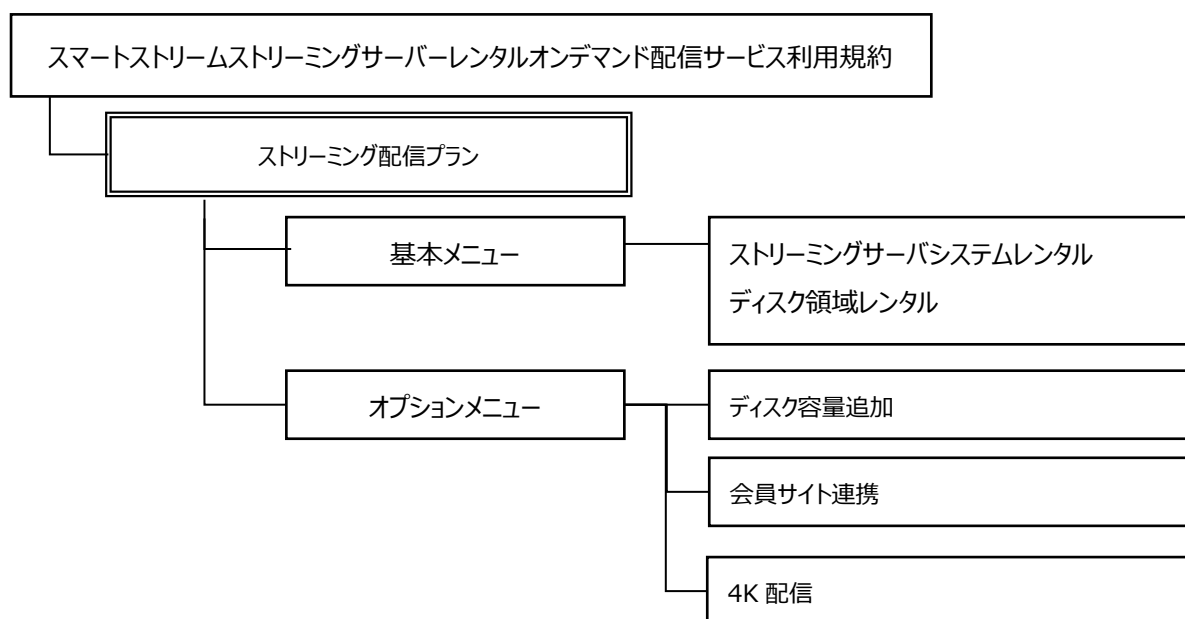 スマートストリームストリーミングサーバーレンタルオンデマンド配信サービス利用規約
ストリーミング配信プラン
基本メニュー
ストリーミングサーバシステムレンタル
ディスク領域レンタル
オプションメニュー
ディスク容量追加
会員サイト連携
4K 配信